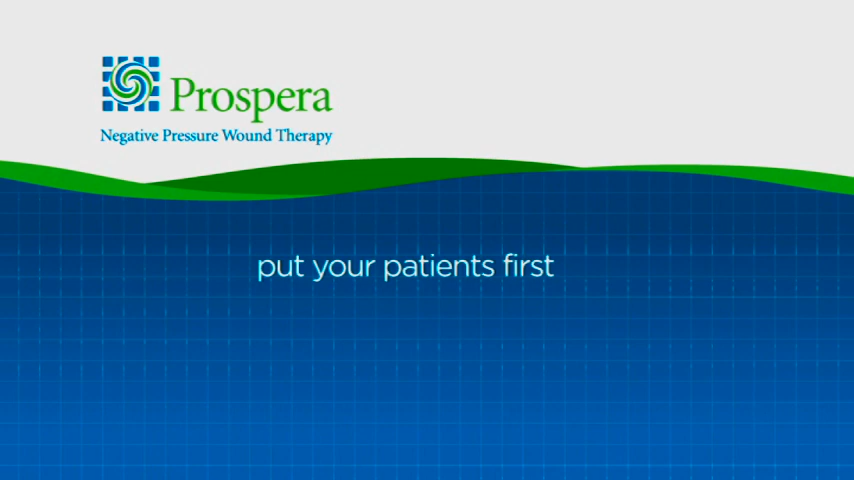 Prospera
Negative Pressure Wound Therapy
put your patients first